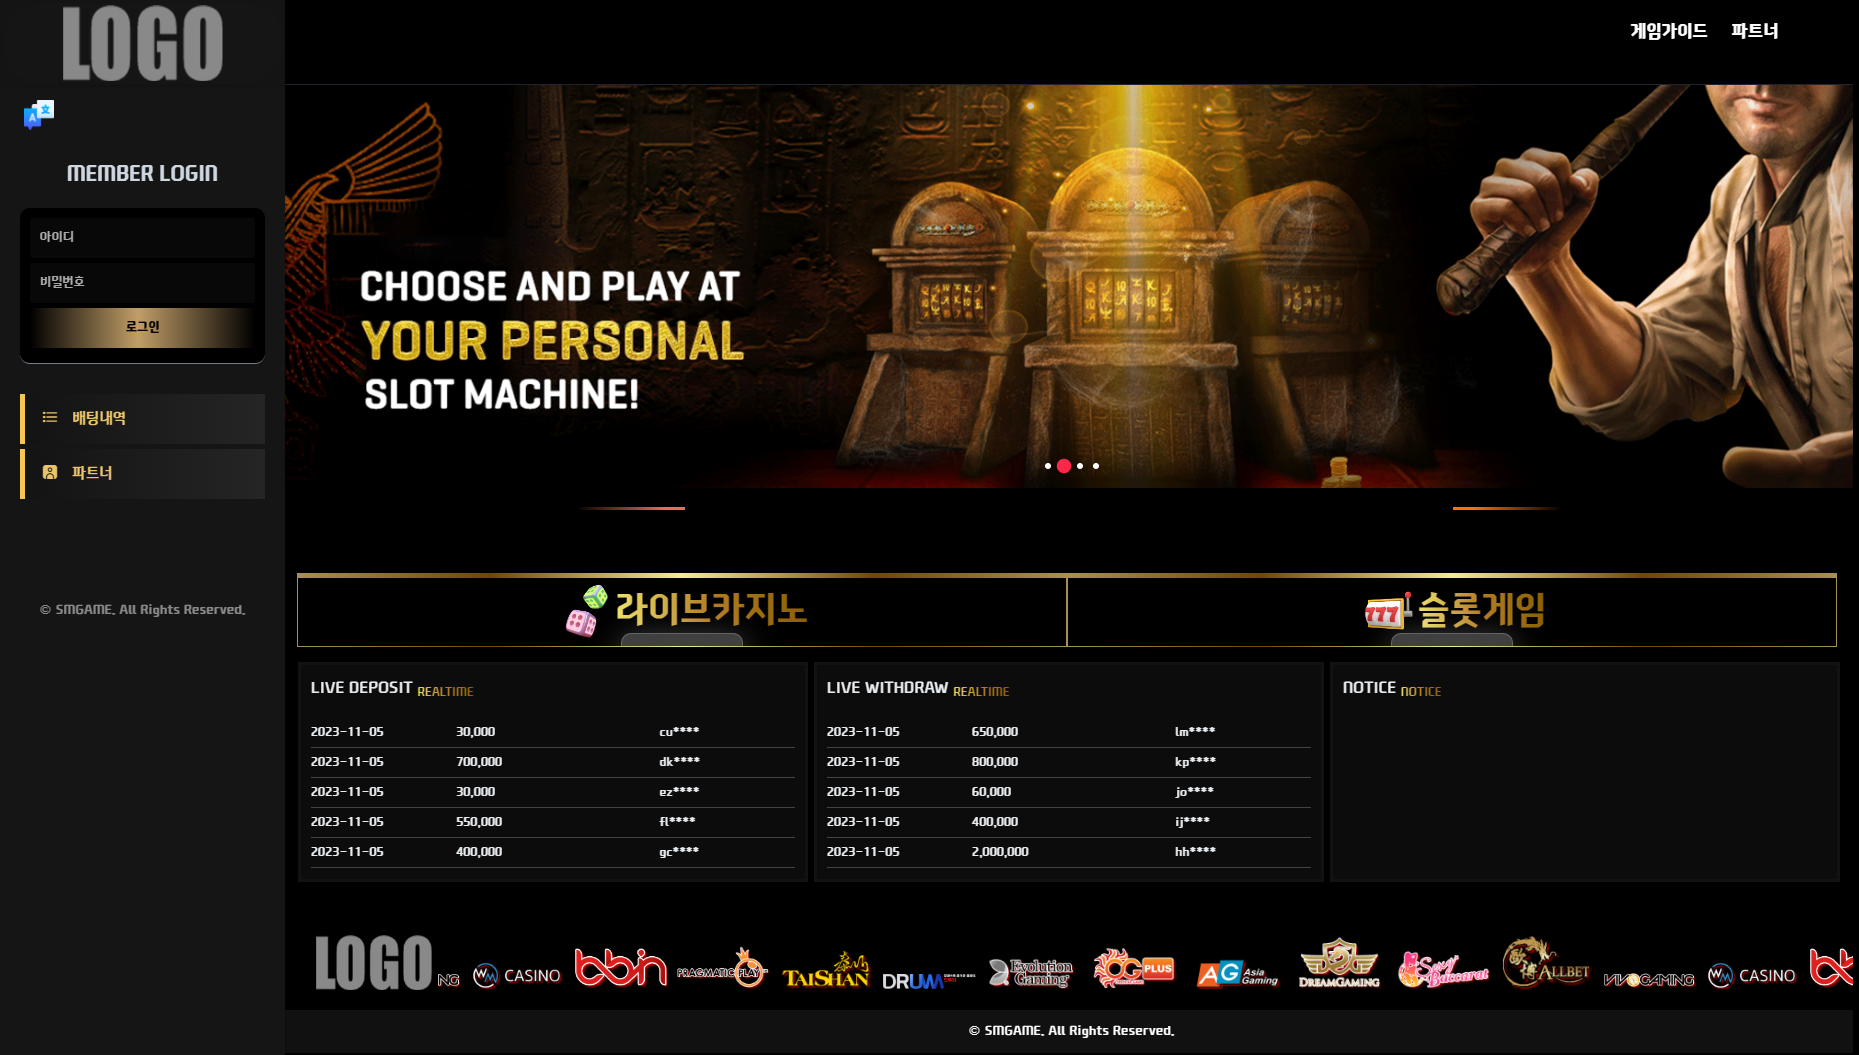 LOGO
게임가이드 파트너
MEMBER LOGIN
아이디
비밀번호
로그인
배팅내역
파트너
© SMGAME. All Rights Reserved.
CHOOSE AND PLAY AT
YOUR PERSONAL
SLOT MACHINE!
라이브카지노
777 슬롯게임
LIVE DEPOSIT REALTIME
2023-11-05 30,000 cu****
2023-11-05 700,000 dk****
2023-11-05 30,000 ez****
2023-11-05 550,000 fl****
2023-11-05 400,000 gc****
LIVE WITHDRAW REALTIME
2023-11-05 650,000 lm****
2023-11-05 800,000 kp****
2023-11-05 60,000 jo****
2023-11-05 400,000 ij****
2023-11-05 2,000,000 hh****
NOTICE NOTICE
LOGO NG WM CASINO bbin PRAGMATIC PLAY TAISHAN DRUM Evolution Gaming OG PLUS AG Asia Gaming DG DREAMGAMING Sexy Baccarat ALLBET VIVOGAMING WM CASINO
© SMGAME. All Rights Reserved.